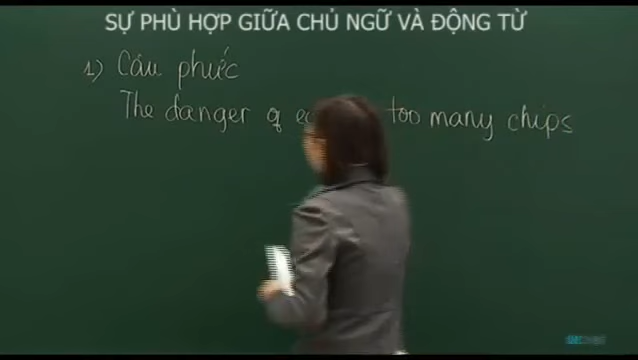 SỰ PHÙ HỢP GIỮA CHỦ NGỮ VÀ ĐỘNG TỪ
1) Câu phức
The danger of too many chips